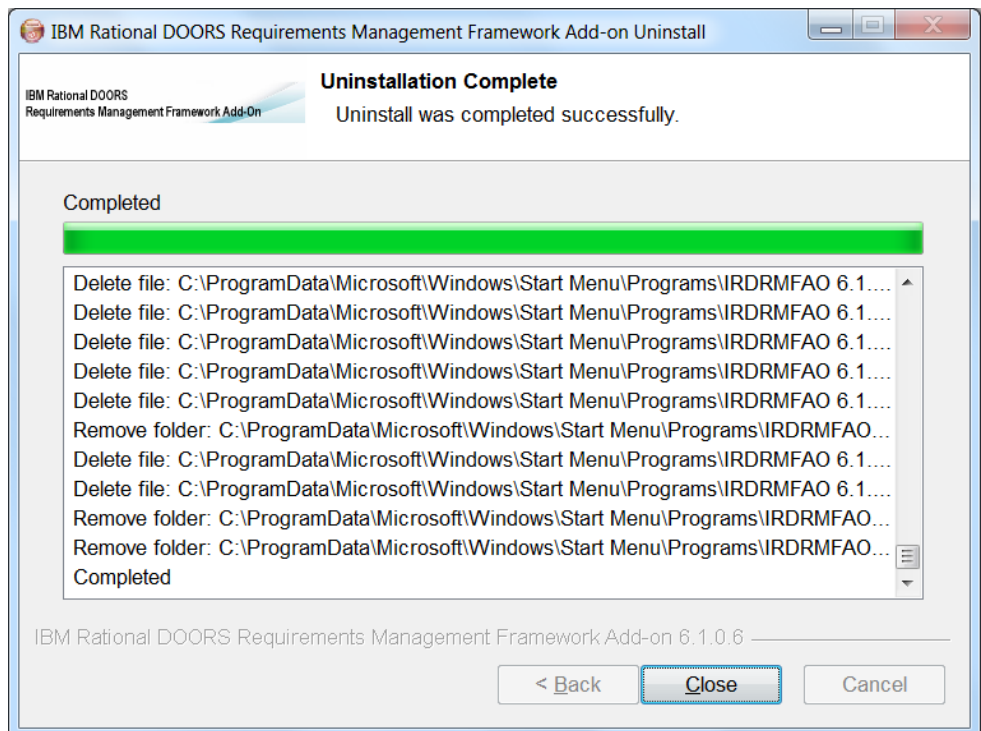 IBM Rational DOORS Requirements Management Framework Add-on Uninstall
IBM Rational DOORS
Requirements Management Framework Add-On
Uninstallation Complete
Uninstall was completed successfully.
Completed
Delete file: C:\ProgramData\Microsoft\Windows\Start Menu\Programs\IRDRMFAO 6.1....
Delete file: C:\ProgramData\Microsoft\Windows\Start Menu\Programs\IRDRMFAO 6.1....
Delete file: C:\ProgramData\Microsoft\Windows\Start Menu\Programs\IRDRMFAO 6.1....
Delete file: C:\ProgramData\Microsoft\Windows\Start Menu\Programs\IRDRMFAO 6.1....
Delete file: C:\ProgramData\Microsoft\Windows\Start Menu\Programs\IRDRMFAO 6.1....
Remove folder: C:\ProgramData\Microsoft\Windows\Start Menu\Programs\IRDRMFAO...
Delete file: C:\ProgramData\Microsoft\Windows\Start Menu\Programs\IRDRMFAO 6.1....
Delete file: C:\ProgramData\Microsoft\Windows\Start Menu\Programs\IRDRMFAO 6.1....
Remove folder: C:\ProgramData\Microsoft\Windows\Start Menu\Programs\IRDRMFAO...
Remove folder: C:\ProgramData\Microsoft\Windows\Start Menu\Programs\IRDRMFAO...
Completed
IBM Rational DOORS Requirements Management Framework Add-on 6.1.0.6
< Back
Close
Cancel